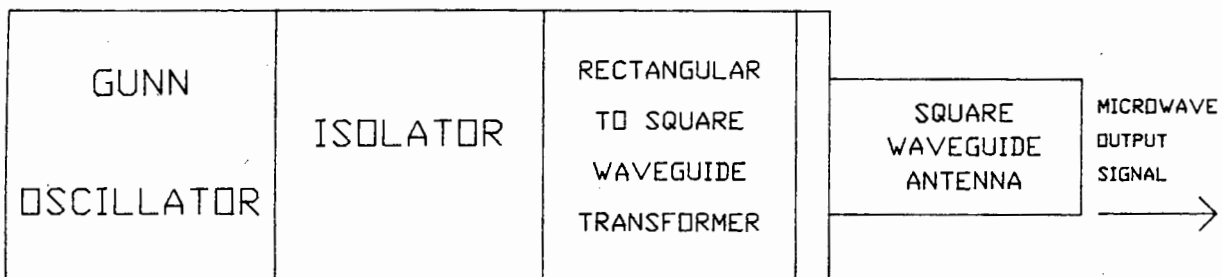 GUNN
OSCILLATOR
ISOLATOR
RECTANGULAR
TO SQUARE
WAVEGUIDE
TRANSFORMER
SQUARE
WAVEGUIDE
ANTENNA
MICROWAVE
OUTPUT
SIGNAL